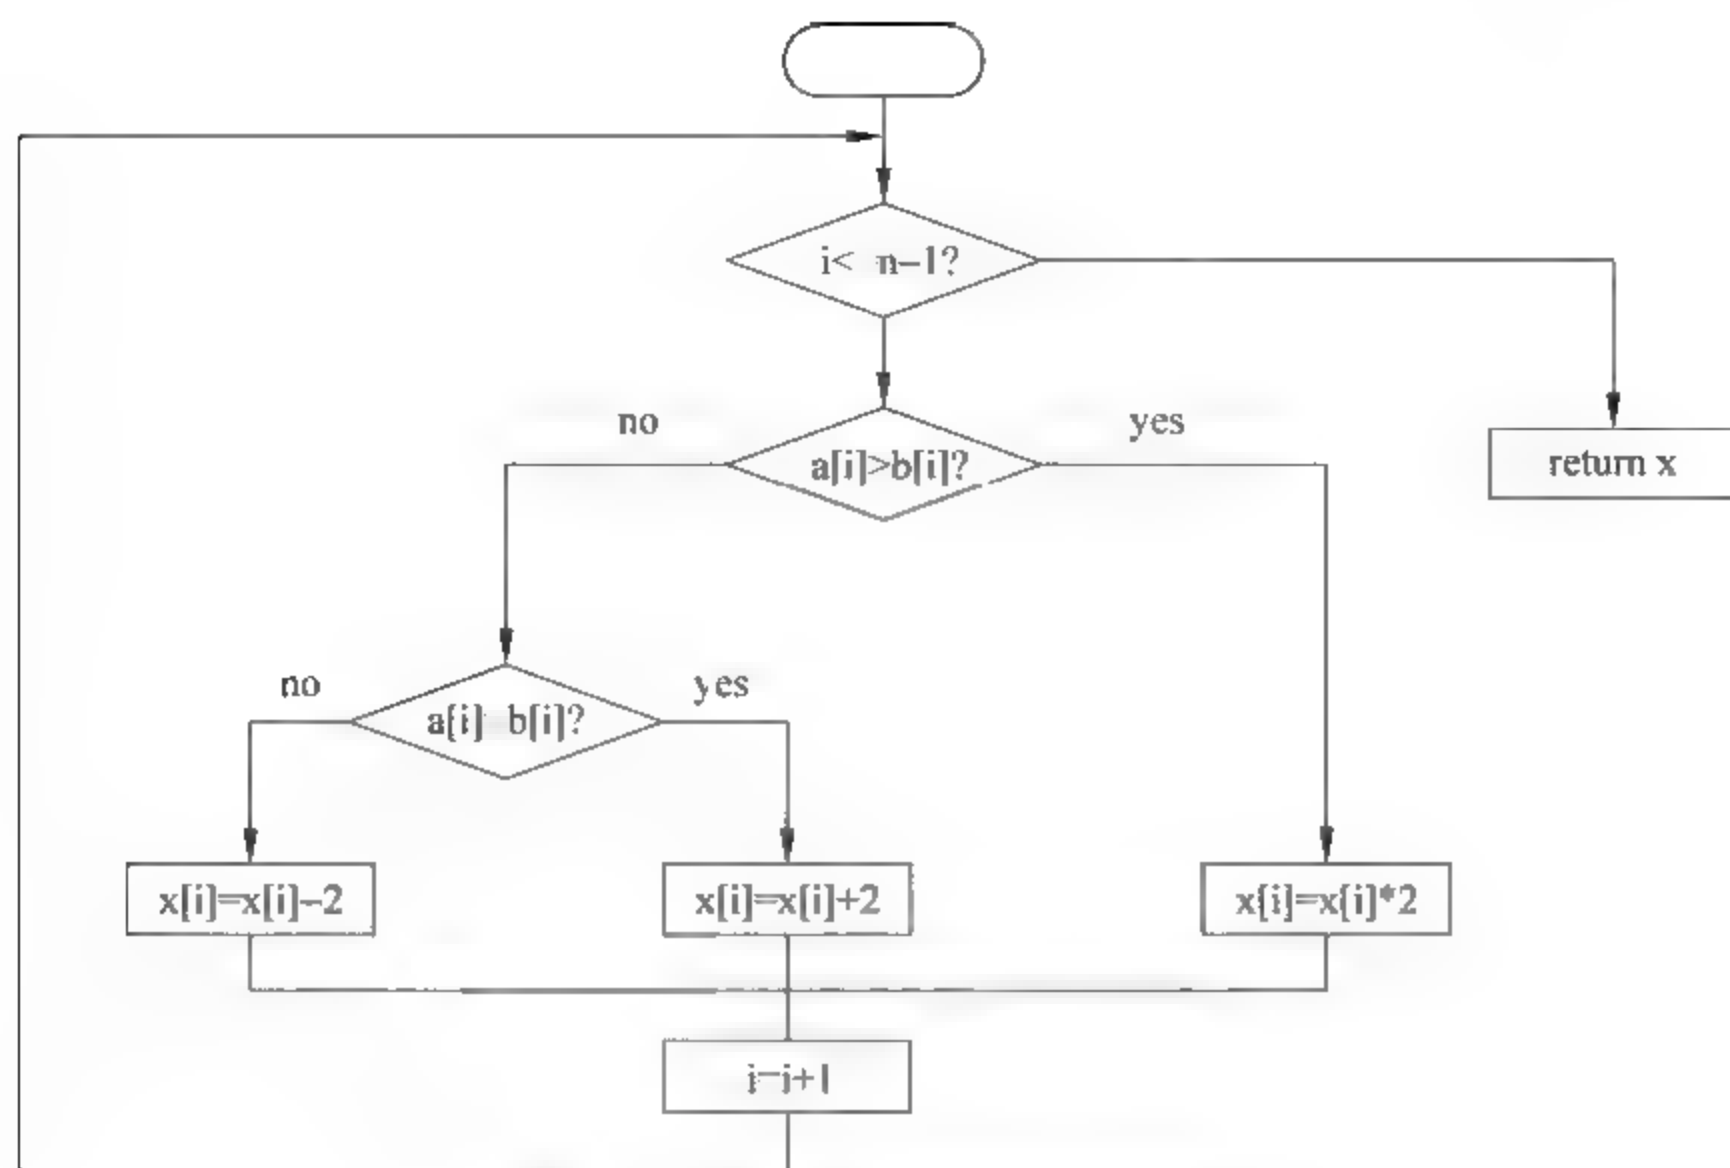 i< n-1?
no
yes
a[i]>b[i]?
return x
no
yes
a[i] b[i]?
x[i]=x[i]-2
x[i]=x[i]+2
x[i]=x[i]*2
i=i+1